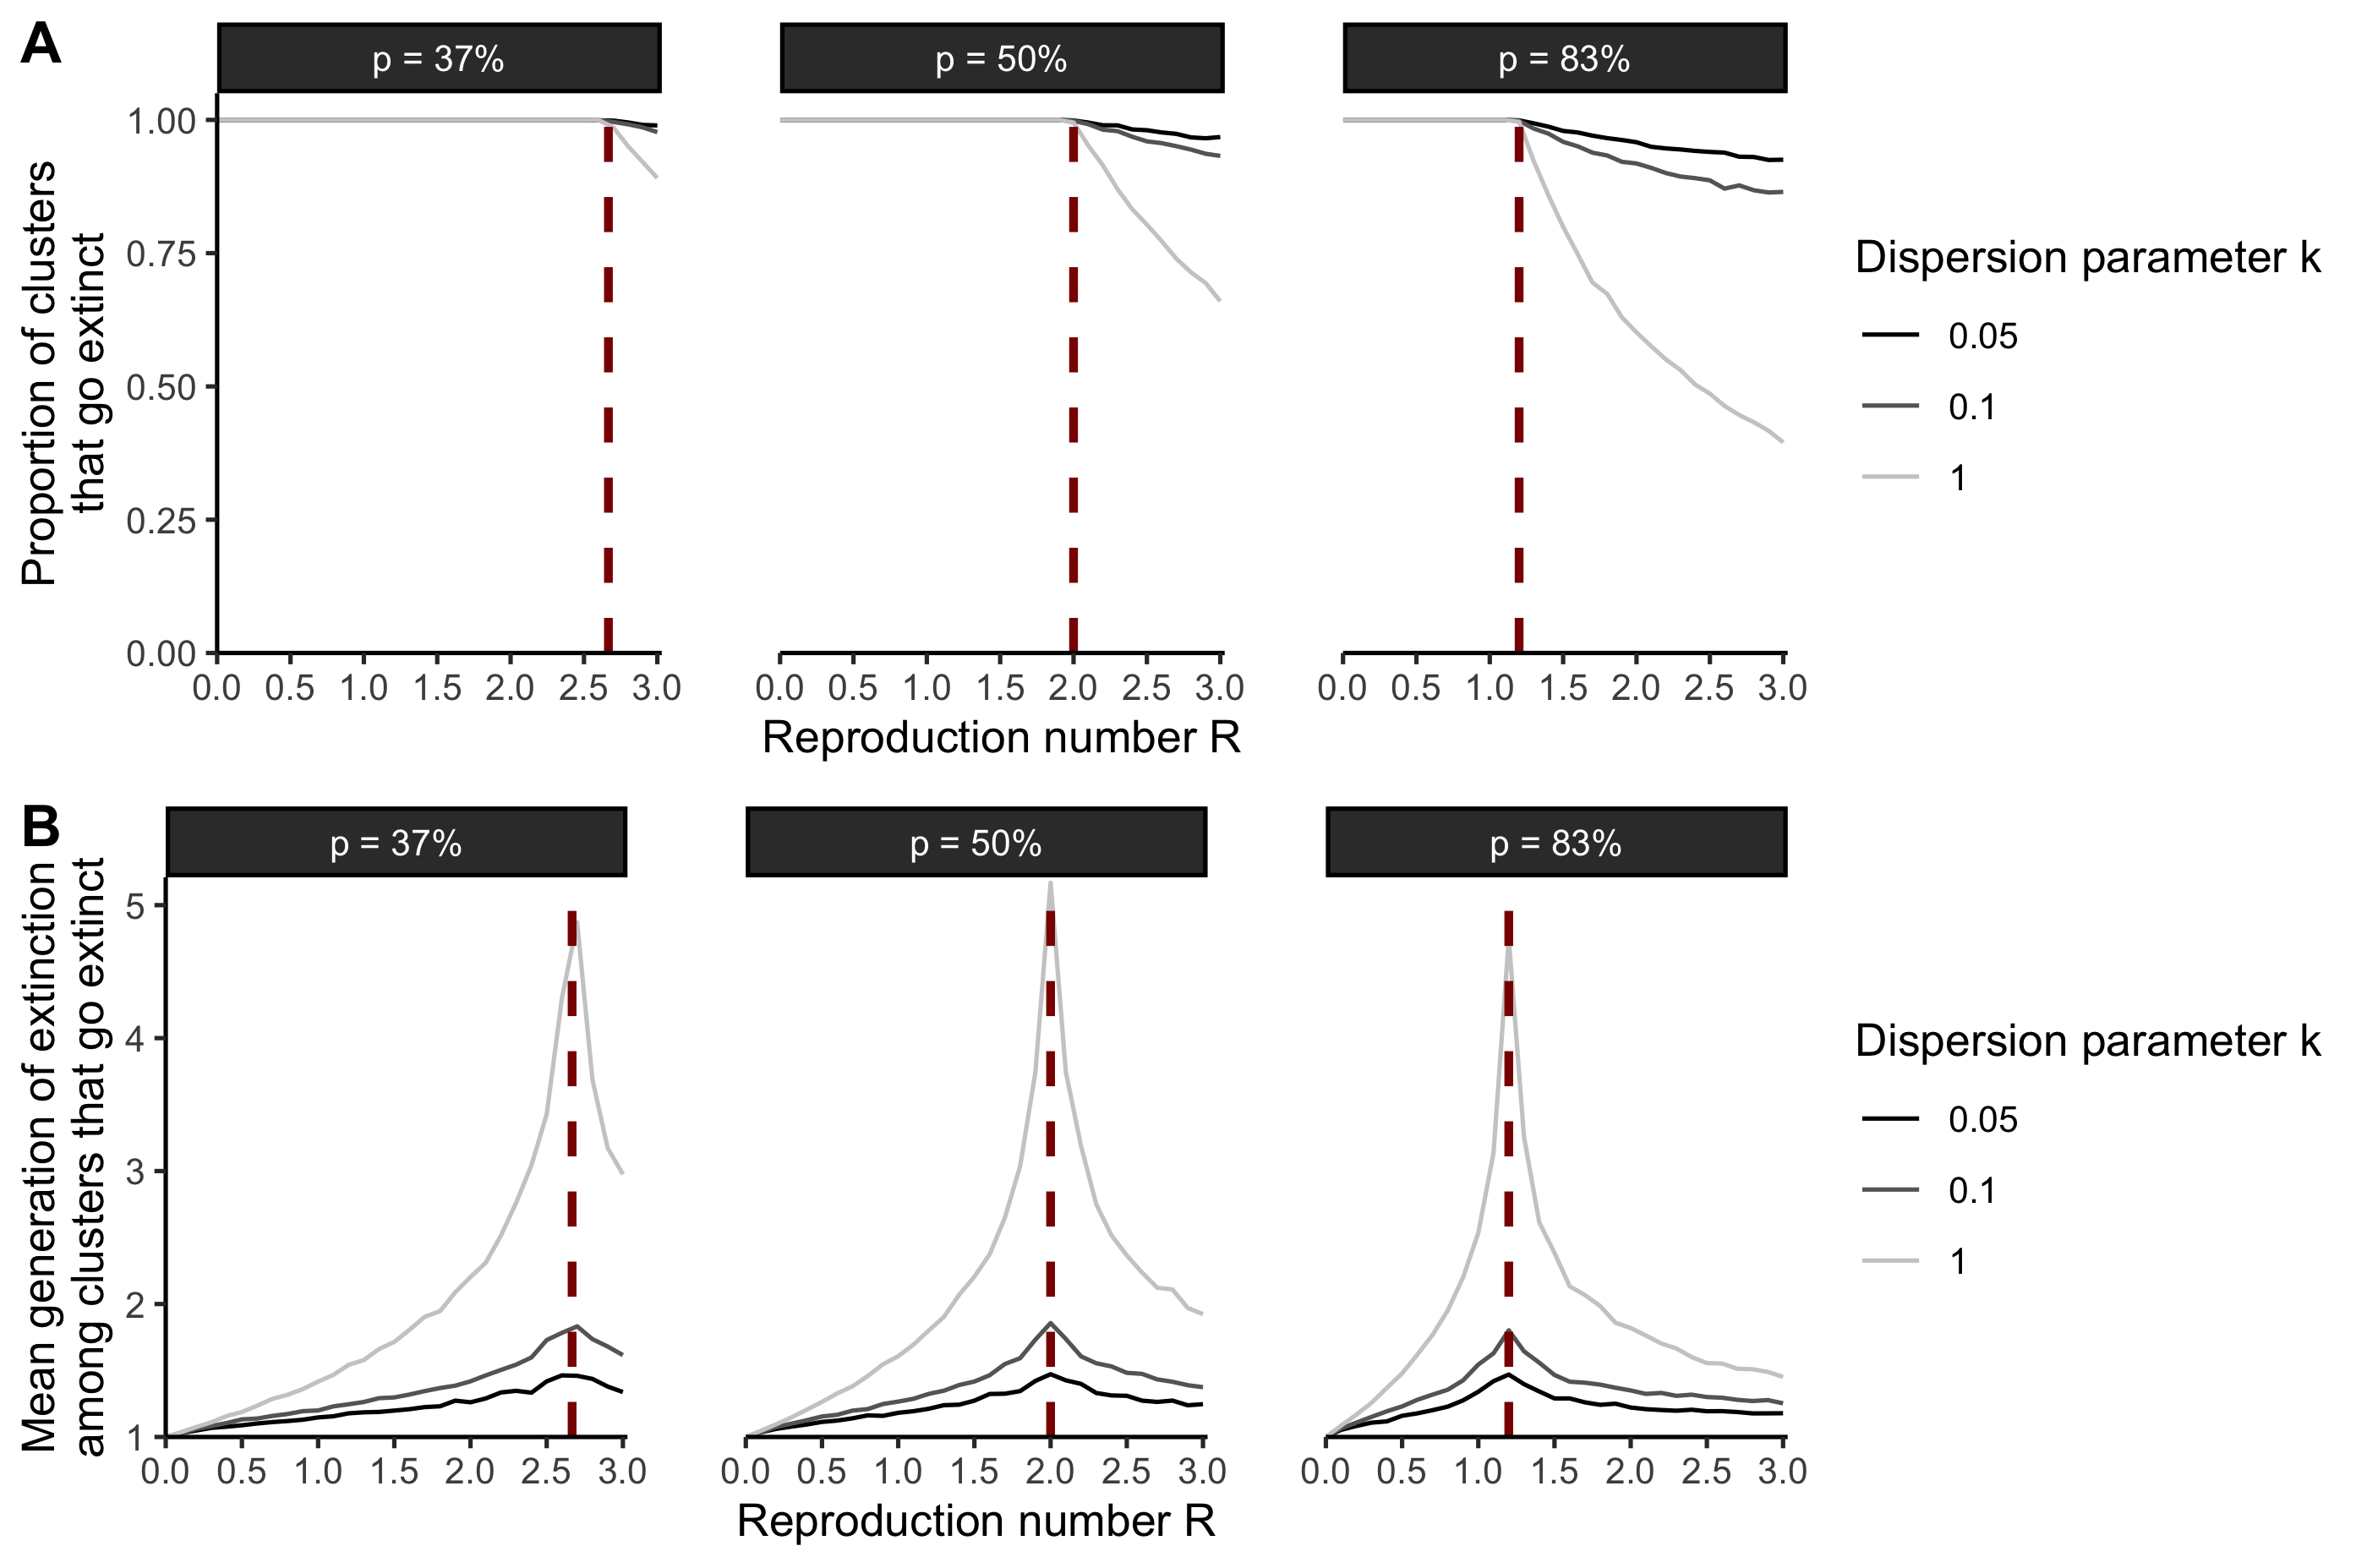 A
p = 37%
p = 50%
p = 83%
Proportion of clusters
that go extinct
1.00
0.75
0.50
0.25
0.00
0.0 0.5 1.0 1.5 2.0 2.5 3.0
0.0 0.5 1.0 1.5 2.0 2.5 3.0
0.0 0.5 1.0 1.5 2.0 2.5 3.0
Reproduction number R
Dispersion parameter k
0.05
0.1
1
B
p = 37%
p = 50%
p = 83%
Mean generation of extinction
among clusters that go extinct
5
4
3
2
1
0.0 0.5 1.0 1.5 2.0 2.5 3.0
0.0 0.5 1.0 1.5 2.0 2.5 3.0
0.0 0.5 1.0 1.5 2.0 2.5 3.0
Reproduction number R
Dispersion parameter k
0.05
0.1
1